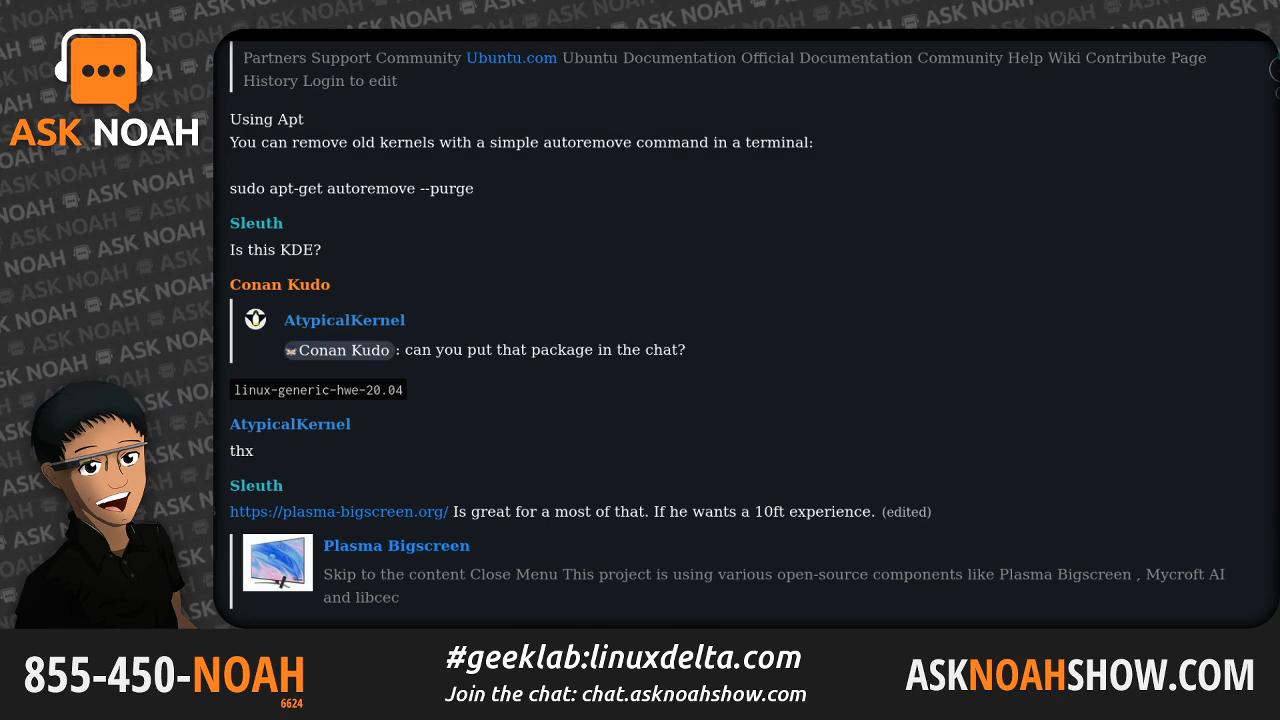 ASK NOAH
Partners Support Community Ubuntu.com Ubuntu Documentation Official Documentation Community Help Wiki Contribute Page
History Login to edit
Using Apt
You can remove old kernels with a simple autoremove command in a terminal:
sudo apt-get autoremove --purge
Sleuth
Is this KDE?
Conan Kudo
AtypicalKernel
Conan Kudo : can you put that package in the chat?
linux-generic-hwe-20.04
AtypicalKernel
thx
Sleuth
https://plasma-bigscreen.org/ Is great for a most of that. If he wants a 10ft experience. (edited)
Plasma Bigscreen
Skip to the content Close Menu This project is using various open-source components like Plasma Bigscreen , Mycroft AI
and libcec
855-450-NOAH
6624
#geeklab:linuxdelta.com
Join the chat: chat.asknoahshow.com
ASKNOAHSHOW.COM